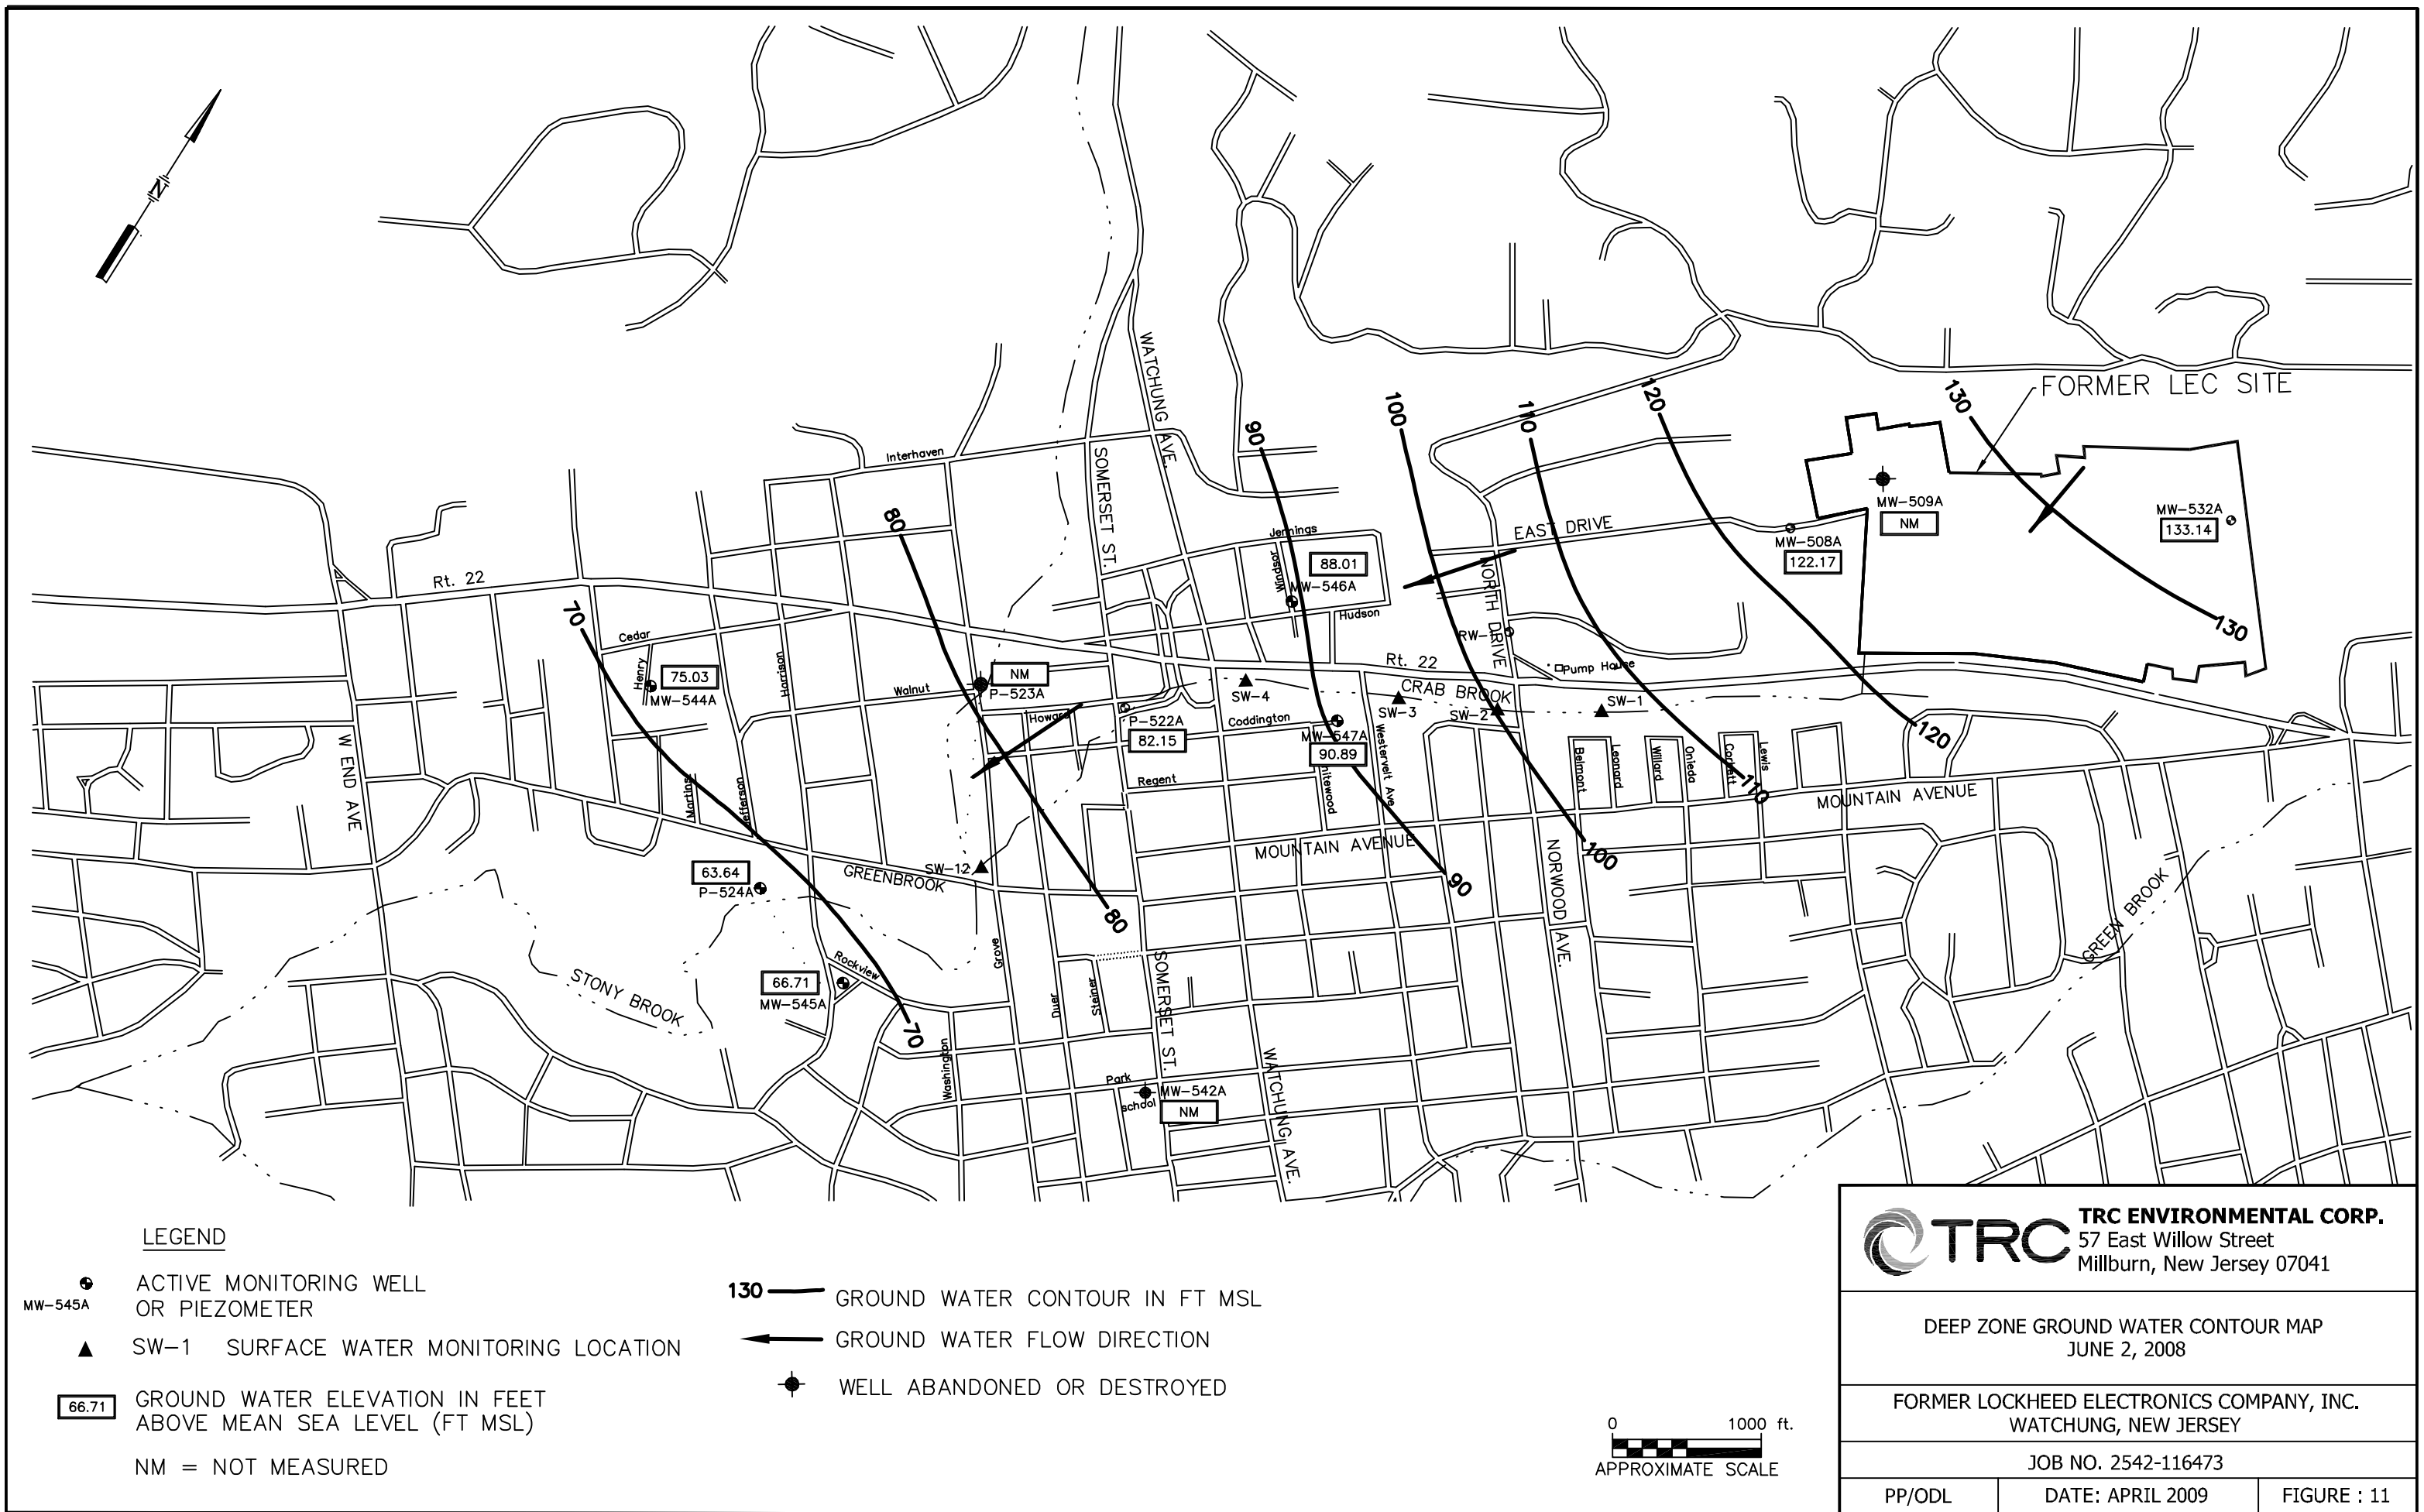 N
FORMER LEC SITE
WATCHUNG AVE.
SOMERSET ST.
Interhaven
130
120
110
100
90
80
70
MW-509A
NM
MW-532A
133.14
EAST DRIVE
MW-508A
122.17
Jennings
Windsor
88.01
MW-546A
Hudson
NORTH DRIVE
RW-1
Pump House
Rt. 22
Rt. 22
130
Cedar
Henry
75.03
MW-544A
Harrison
Walnut
NM
P-523A
Howard
P-522A
82.15
SW-4
Coddington
CRAB BROOK
SW-3
SW-2
SW-1
MW-547A
90.89
Westervelt Ave
Regent
Belmont
Leonard
Willard
Onieda
Corbett
Lewis
120
110
MOUNTAIN AVENUE
W END AVE
Martins
Jefferson
MOUNTAIN AVENUE
100
90
80
70
63.64
P-524A
GREENBROOK
SW-12
NORWOOD AVE.
GREEN BROOK
STONY BROOK
66.71
MW-545A
Rockview
Grove
Duer
Steiner
SOMERSET ST.
Washington
Park
school
MW-542A
NM
WATCHUNG AVE.
LEGEND
MW-545A
ACTIVE MONITORING WELL
OR PIEZOMETER
SW-1 SURFACE WATER MONITORING LOCATION
66.71
GROUND WATER ELEVATION IN FEET
ABOVE MEAN SEA LEVEL (FT MSL)
NM = NOT MEASURED
130 GROUND WATER CONTOUR IN FT MSL
GROUND WATER FLOW DIRECTION
WELL ABANDONED OR DESTROYED
0 1000 ft.
APPROXIMATE SCALE
TRC
TRC ENVIRONMENTAL CORP.
57 East Willow Street
Millburn, New Jersey 07041
DEEP ZONE GROUND WATER CONTOUR MAP
JUNE 2, 2008
FORMER LOCKHEED ELECTRONICS COMPANY, INC.
WATCHUNG, NEW JERSEY
JOB NO. 2542-116473
PP/ODL
DATE: APRIL 2009
FIGURE : 11